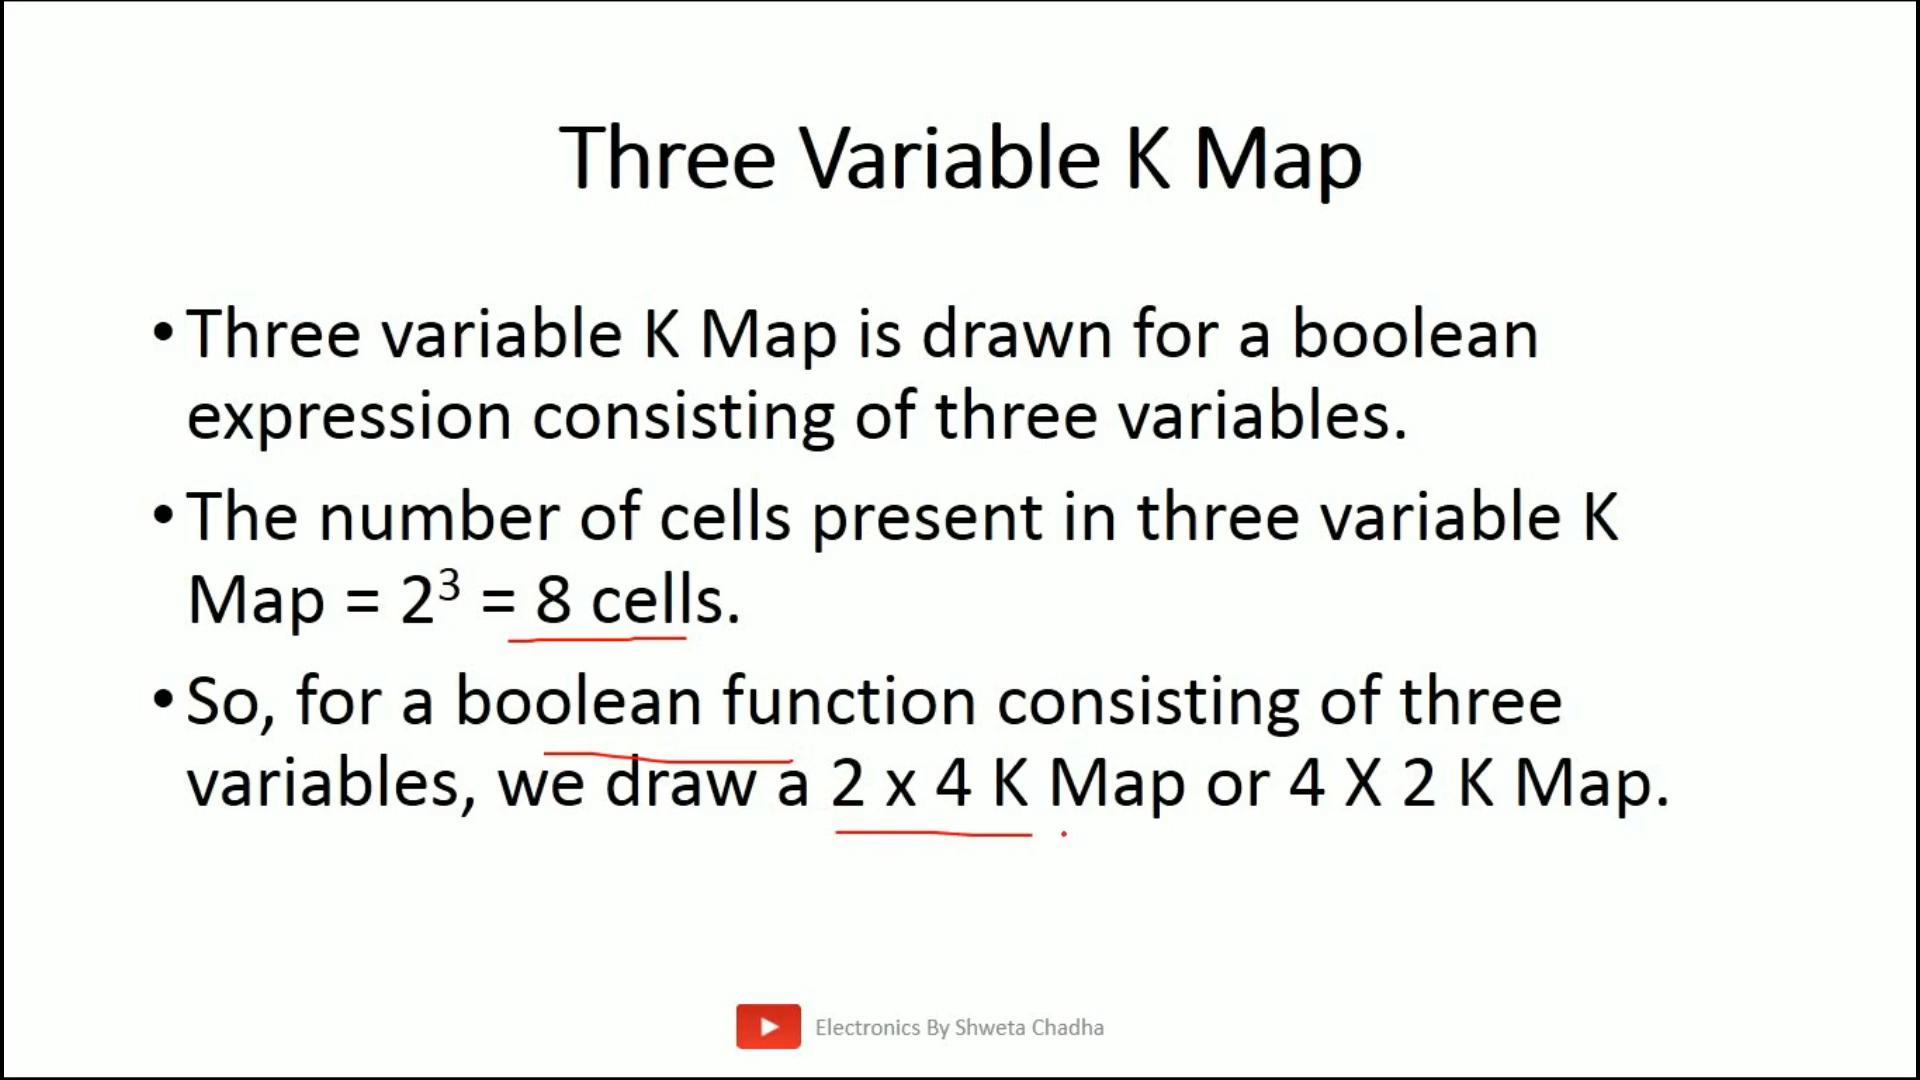 Three Variable K Map
•Three variable K Map is drawn for a boolean
expression consisting of three variables.
•The number of cells present in three variable K
Map = 2³ = 8 cells.
•So, for a boolean function consisting of three
variables, we draw a 2 x 4 K Map or 4 X 2 K Map.
Electronics By Shweta Chadha